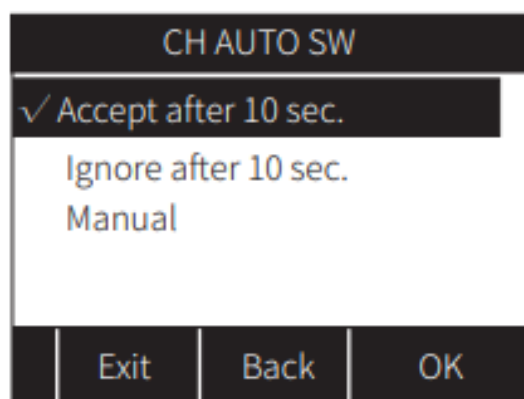 CH AUTO SW
√ Accept after 10 sec.
Ignore after 10 sec.
Manual
Exit Back OK